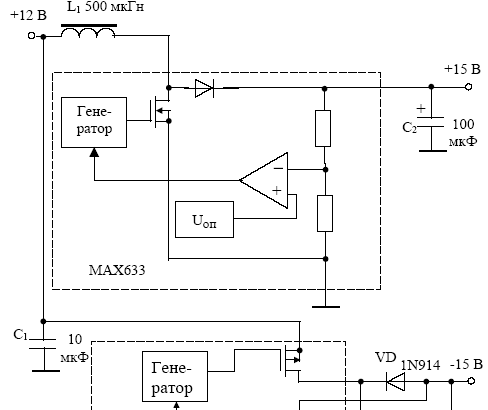 L₁ 500 мкГн
+12 В
+15 В
Гене-
ратор
+
C₂
100
мкФ
−
+
Uоп
MAX633
C₁
10
мкФ
Гене-
ратор
VD
1N914
-15 В